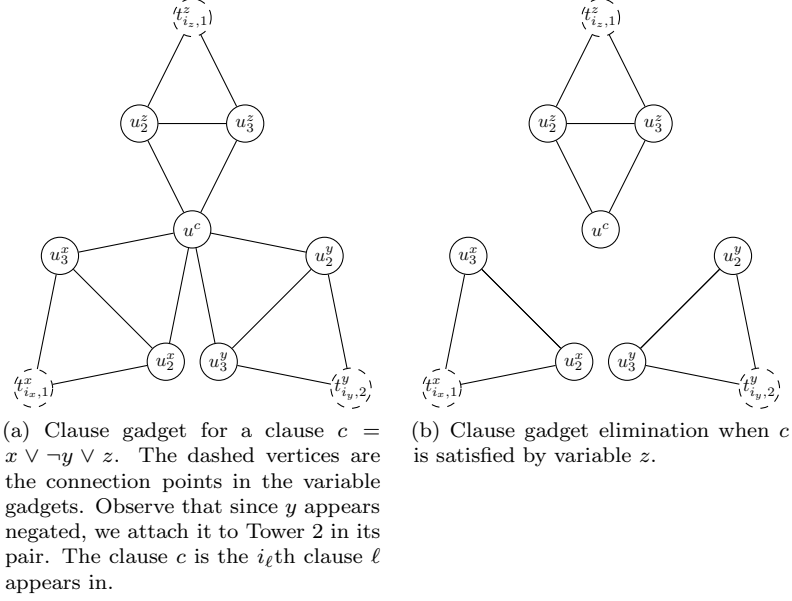 t^z_{i_z,1} t^z_{i_z,1}
u^z_2 u^z_3 u^z_2 u^z_3
u^c u^c
u^x_3 u^y_2 u^x_3 u^y_2
u^x_2 u^y_3 u^x_2 u^y_3
t^x_{i_x,1} t^y_{i_y,2} t^x_{i_x,1} t^y_{i_y,2}
(a) Clause gadget for a clause c =
x ∨ ¬y ∨ z. The dashed vertices are
the connection points in the variable
gadgets. Observe that since y appears
negated, we attach it to Tower 2 in its
pair. The clause c is the i_ℓth clause ℓ
appears in.
(b) Clause gadget elimination when c
is satisfied by variable z.